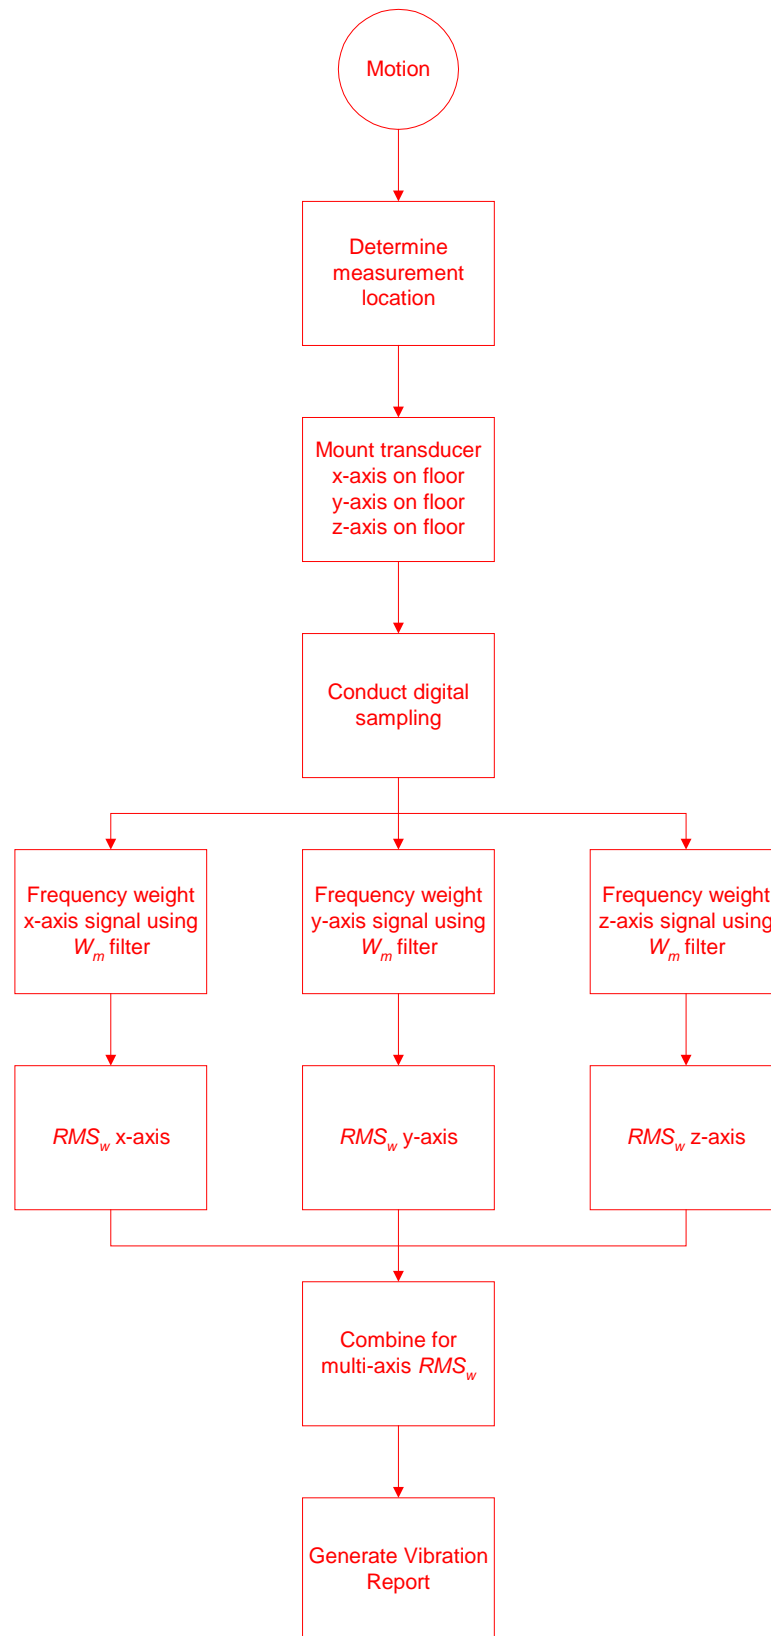 Motion
Determine
measurement
location
Mount transducer
x-axis on floor
y-axis on floor
z-axis on floor
Conduct digital
sampling
Frequency weight
x-axis signal using
Wm filter
Frequency weight
y-axis signal using
Wm filter
Frequency weight
z-axis signal using
Wm filter
RMSw x-axis
RMSw y-axis
RMSw z-axis
Combine for
multi-axis RMSw
Generate Vibration
Report